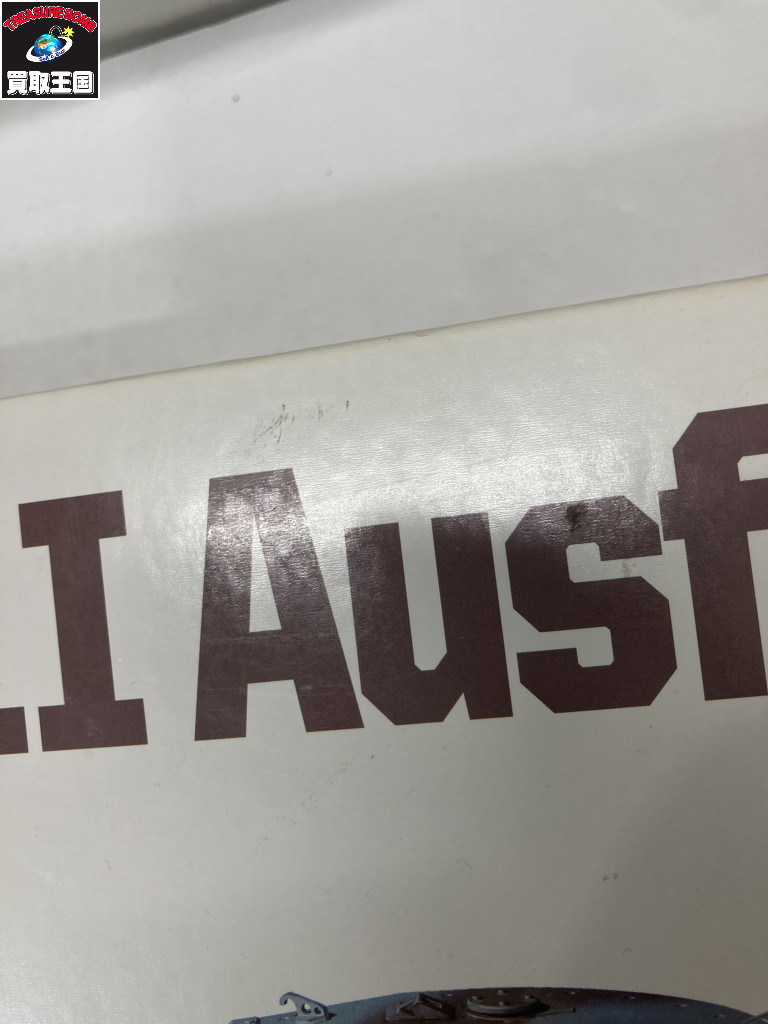 TREASURE BOMB
買取王国
I Ausf